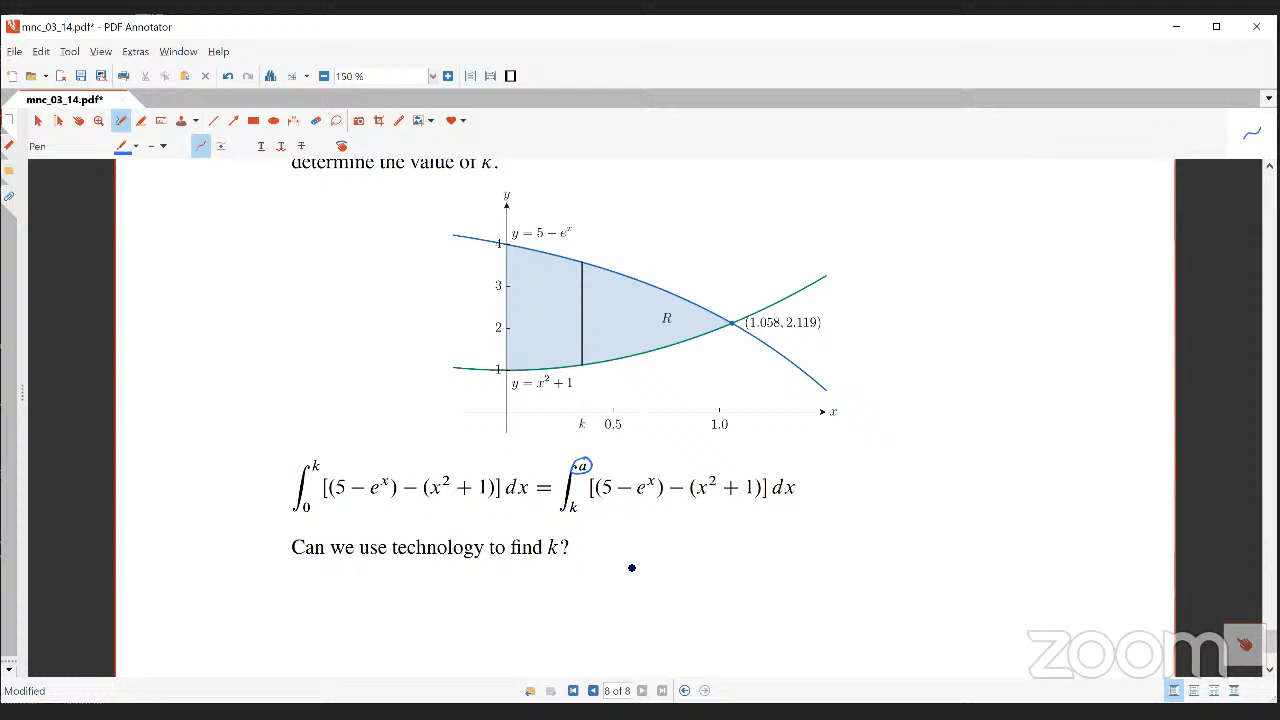 mnc_03_14.pdf* - PDF Annotator
File Edit Tool View Extras Window Help
150 %
mnc_03_14.pdf*
Pen
determine the value of k.
y
y = 5 − e^x
4
3
2
1
R
(1.058, 2.119)
y = x^2 + 1
k 0.5 1.0 x
∫_0^k [(5 − e^x) − (x^2 + 1)] dx = ∫_k^a [(5 − e^x) − (x^2 + 1)] dx
Can we use technology to find k?
zoom
Modified
8 of 8